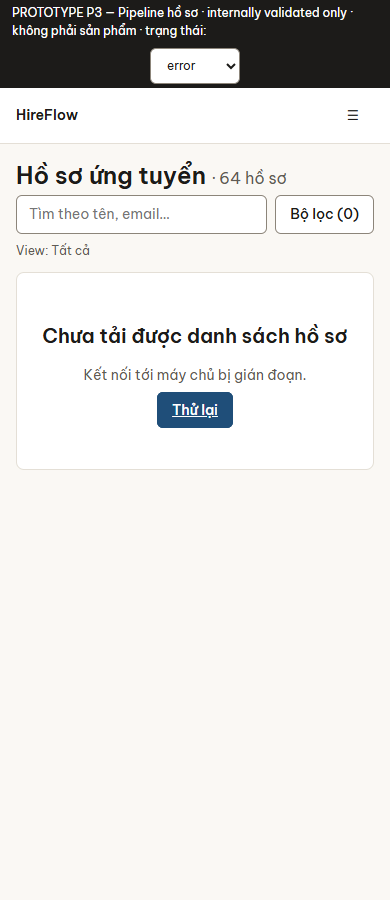 PROTOTYPE P3 — Pipeline hồ sơ · internally validated only ·
không phải sản phẩm · trạng thái:
error
HireFlow ☰
Hồ sơ ứng tuyển · 64 hồ sơ
Tìm theo tên, email... Bộ lọc (0)
View: Tất cả
Chưa tải được danh sách hồ sơ
Kết nối tới máy chủ bị gián đoạn.
Thử lại